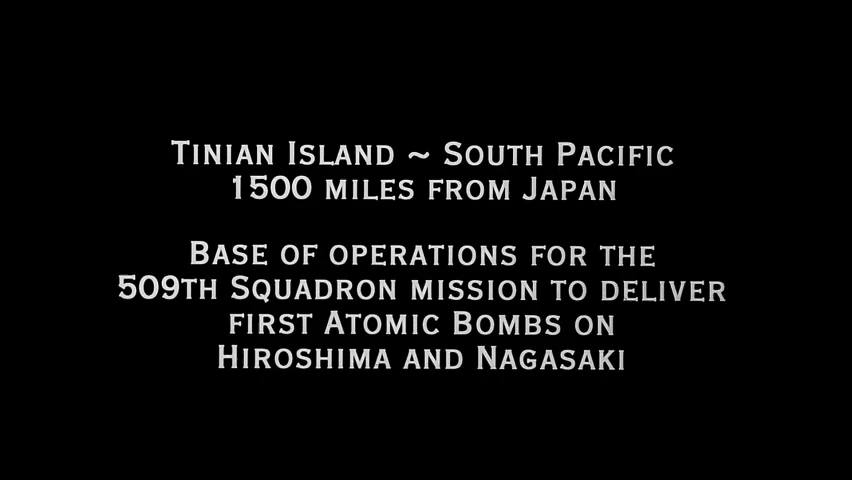 Tinian Island ~ South Pacific
1500 miles from Japan
Base of operations for the
509th Squadron mission to deliver
first Atomic Bombs on
Hiroshima and Nagasaki